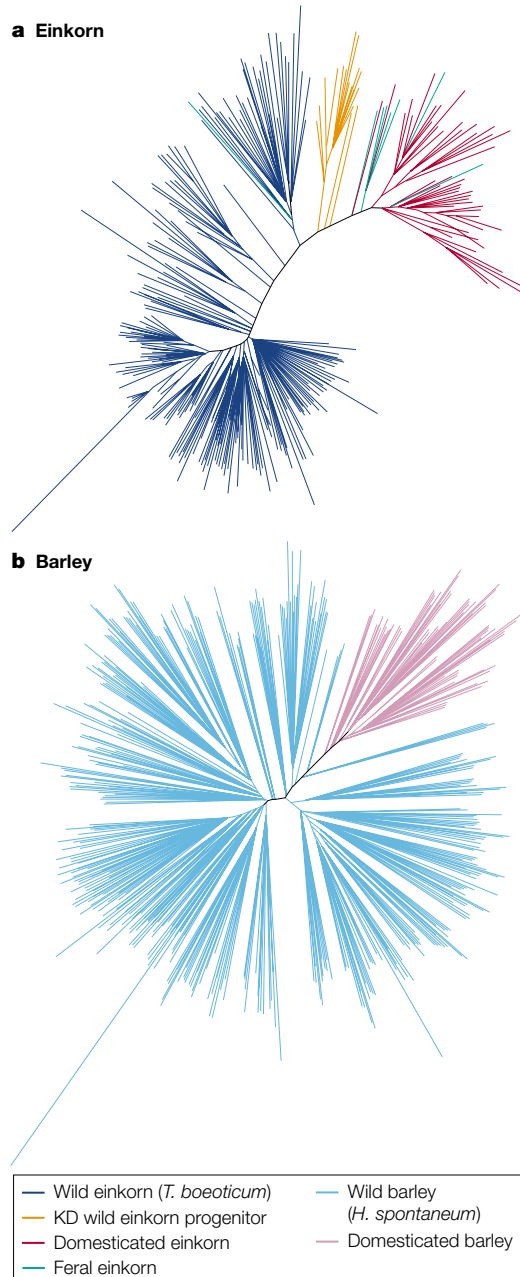 a Einkorn
b Barley
Wild einkorn (T. boeoticum)
KD wild einkorn progenitor
Domesticated einkorn
Feral einkorn
Wild barley
(H. spontaneum)
Domesticated barley